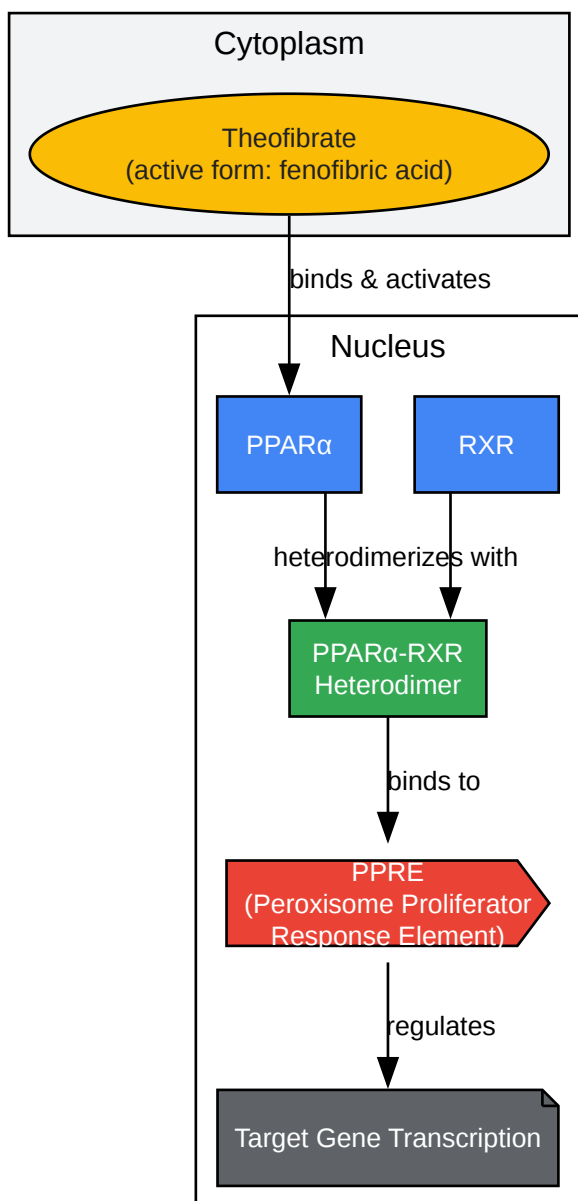 Cytoplasm
Theofibrate
(active form: fenofibric acid)
binds & activates
Nucleus
PPARα
RXR
heterodimerizes with
PPARα-RXR
Heterodimer
binds to
PPRE
(Peroxisome Proliferator
Response Element)
regulates
Target Gene Transcription